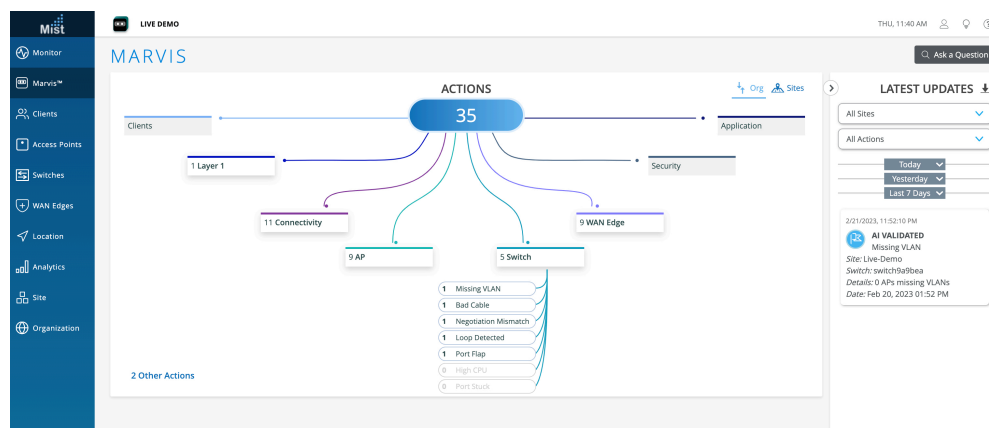 Mist
LIVE DEMO
THU, 11:40 AM
Monitor
Marvis™
Clients
Access Points
Switches
WAN Edges
Location
Analytics
Site
Organization
MARVIS
Ask a Question
ACTIONS
35
Org
Sites
Clients
Application
1 Layer 1
Security
11 Connectivity
9 WAN Edge
9 AP
5 Switch
1 Missing VLAN
1 Bad Cable
1 Negotiation Mismatch
1 Loop Detected
1 Port Flap
0 High CPU
0 Port Stuck
2 Other Actions
LATEST UPDATES
All Sites
All Actions
Today
Yesterday
Last 7 Days
2/21/2023, 11:52:10 PM
AI VALIDATED
Missing VLAN
Site: Live-Demo
Switch: switch9a9bea
Details: 0 APs missing VLANs
Date: Feb 20, 2023 01:52 PM